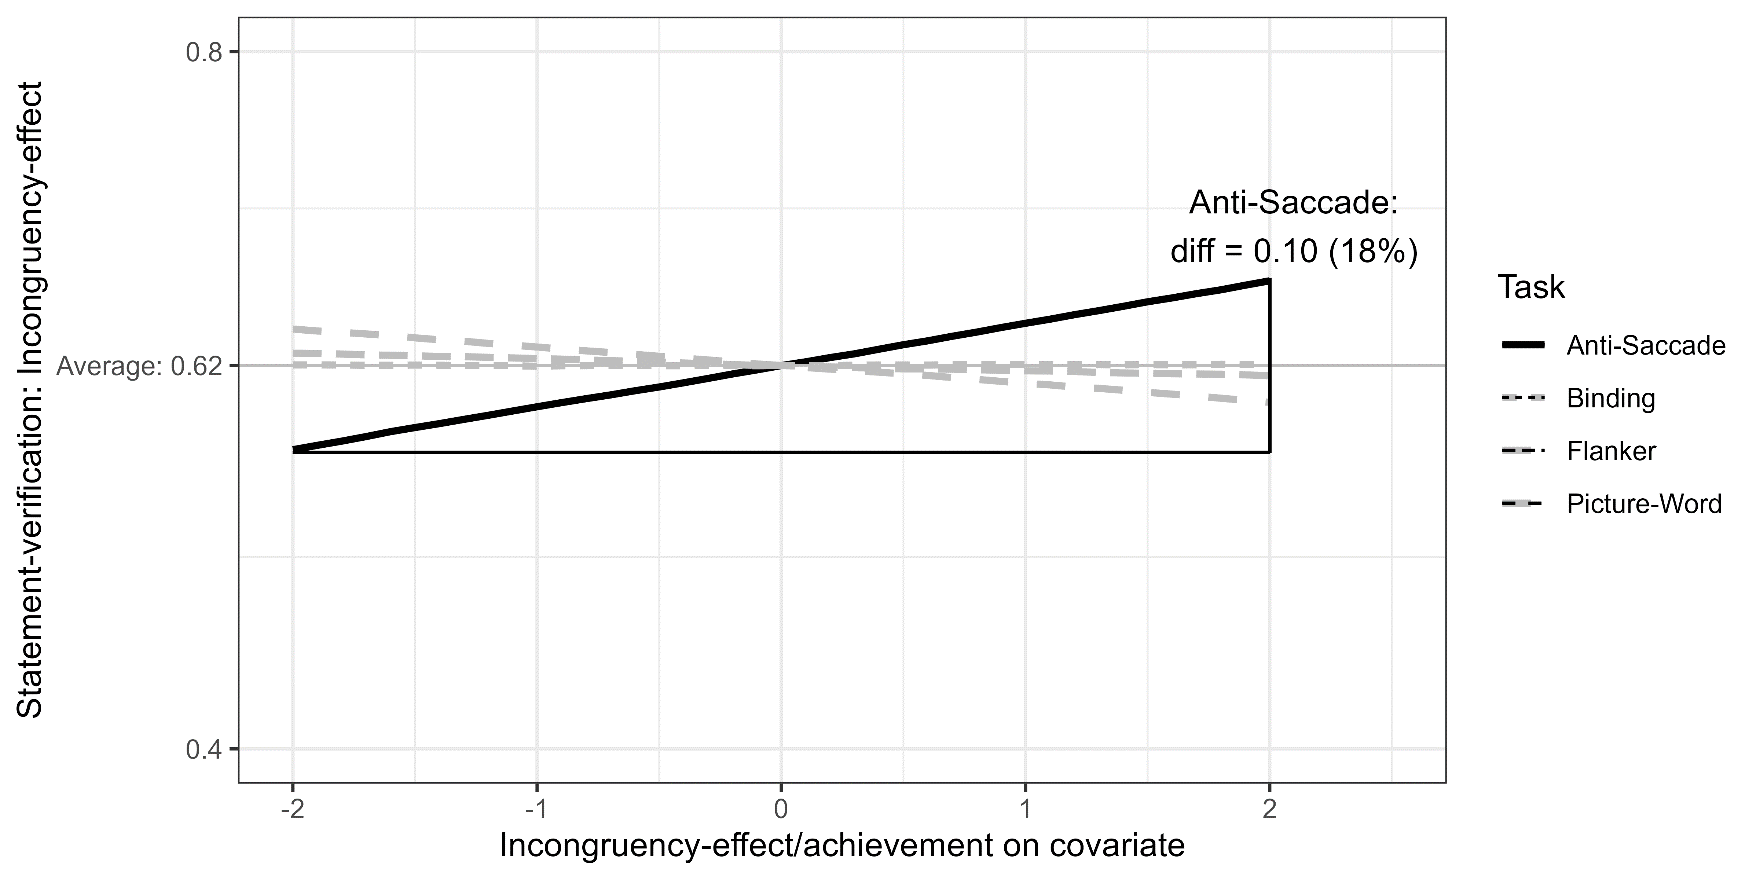 Statement-verification: Incongruency-effect
0.8
Average: 0.62
0.4
Anti-Saccade:
diff = 0.10 (18%)
-2 -1 0 1 2
Incongruency-effect/achievement on covariate
Task
Anti-Saccade
Binding
Flanker
Picture-Word